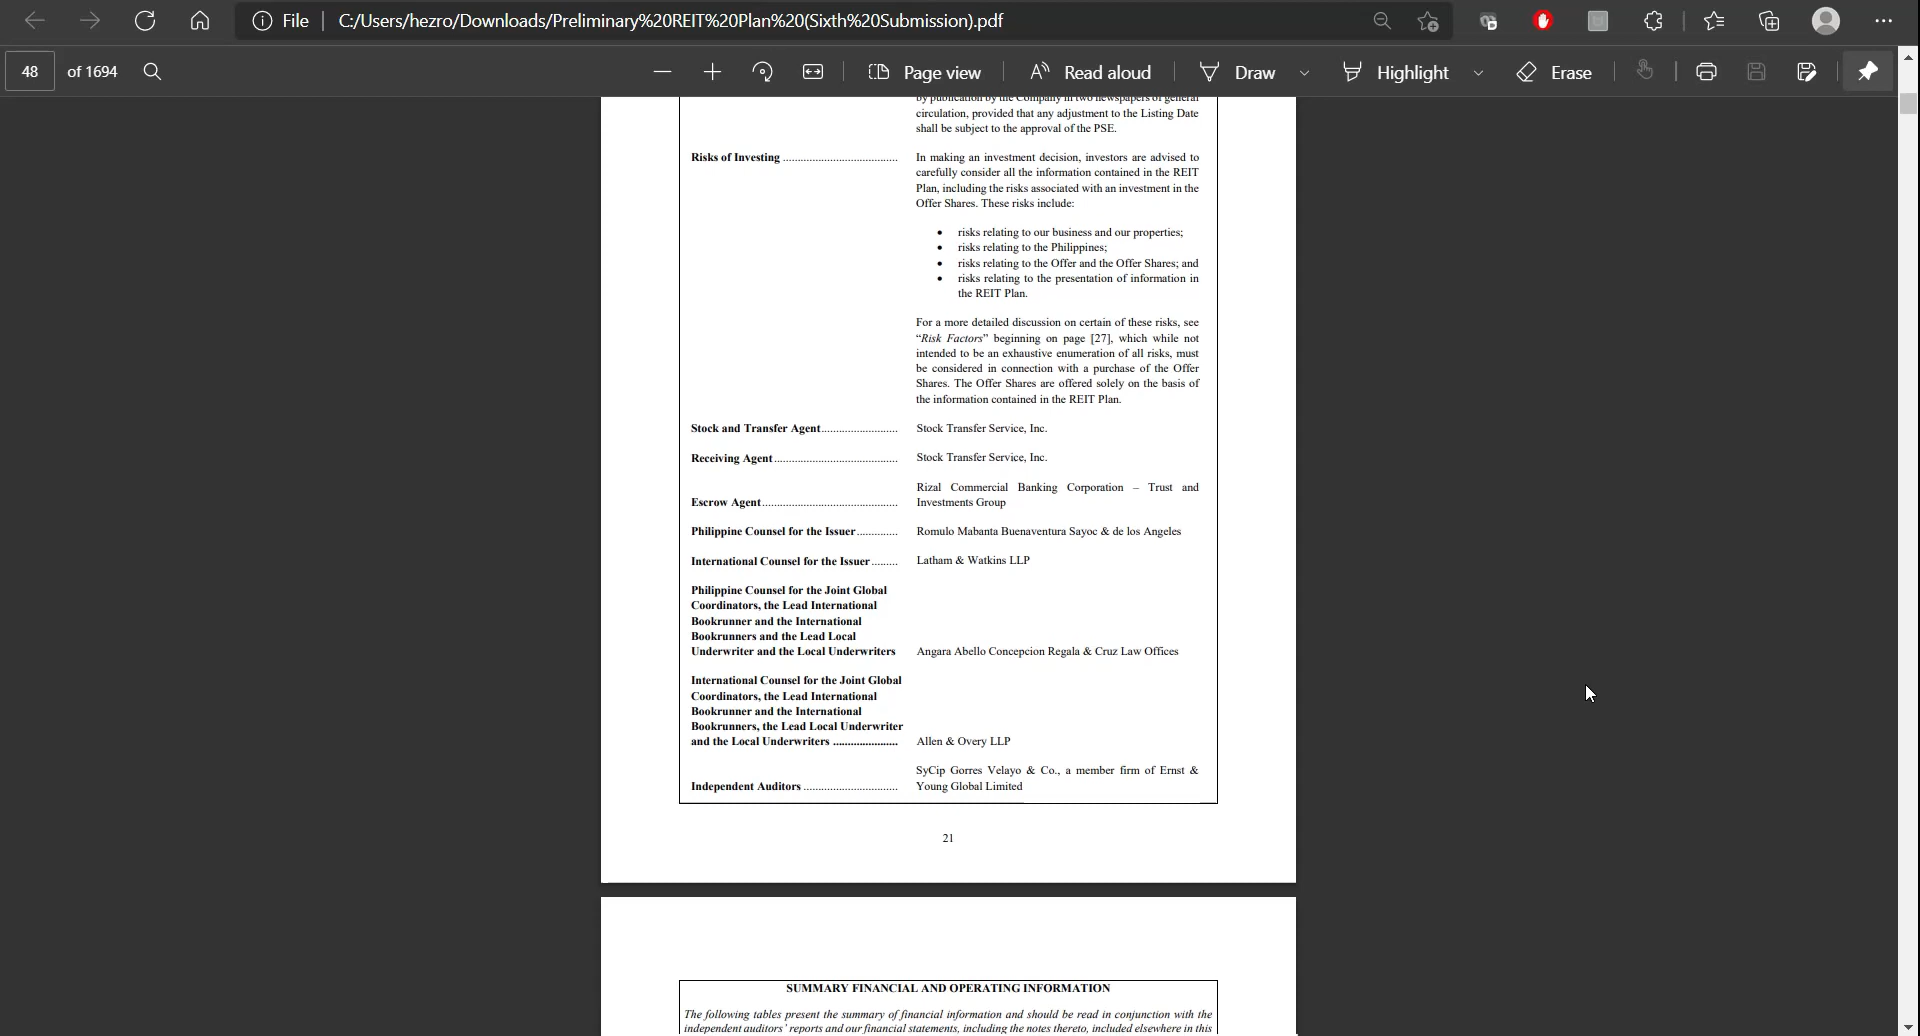 File
C:/Users/hezro/Downloads/Preliminary%20REIT%20Plan%20(Sixth%20Submission).pdf
48 of 1694
Page view
Read aloud
Draw
Highlight
Erase
by publication by the Company in two newspapers of general
circulation, provided that any adjustment to the Listing Date
shall be subject to the approval of the PSE.
Risks of Investing ...................................... In making an investment decision, investors are advised to
carefully consider all the information contained in the REIT
Plan, including the risks associated with an investment in the
Offer Shares. These risks include:
• risks relating to our business and our properties;
• risks relating to the Philippines;
• risks relating to the Offer and the Offer Shares; and
• risks relating to the presentation of information in
the REIT Plan.
For a more detailed discussion on certain of these risks, see
“Risk Factors” beginning on page [27], which while not
intended to be an exhaustive enumeration of all risks, must
be considered in connection with a purchase of the Offer
Shares. The Offer Shares are offered solely on the basis of
the information contained in the REIT Plan.
Stock and Transfer Agent......................... Stock Transfer Service, Inc.
Receiving Agent......................................... Stock Transfer Service, Inc.
Rizal Commercial Banking Corporation – Trust and
Escrow Agent............................................. Investments Group
Philippine Counsel for the Issuer............. Romulo Mabanta Buenaventura Sayoc & de los Angeles
International Counsel for the Issuer......... Latham & Watkins LLP
Philippine Counsel for the Joint Global
Coordinators, the Lead International
Bookrunner and the International
Bookrunners and the Lead Local
Underwriter and the Local Underwriters Angara Abello Concepcion Regala & Cruz Law Offices
International Counsel for the Joint Global
Coordinators, the Lead International
Bookrunner and the International
Bookrunners, the Lead Local Underwriter
and the Local Underwriters ...................... Allen & Overy LLP
SyCip Gorres Velayo & Co., a member firm of Ernst &
Independent Auditors ............................... Young Global Limited
21
SUMMARY FINANCIAL AND OPERATING INFORMATION
The following tables present the summary of financial information and should be read in conjunction with the
independent auditors’ reports and our financial statements, including the notes thereto, included elsewhere in this